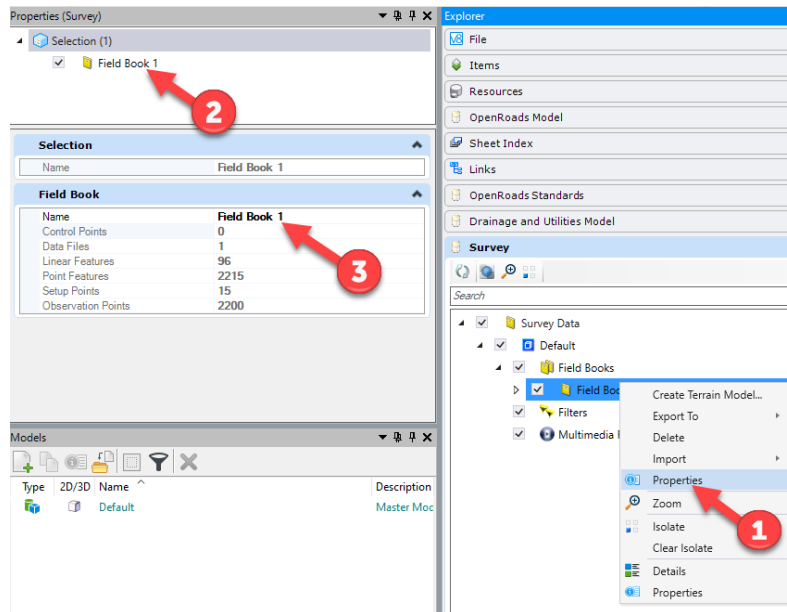 Properties (Survey)
Selection (1)
Field Book 1
2
Selection
Name Field Book 1
Field Book
Name Field Book 1
Control Points 0
Data Files 1
Linear Features 96
Point Features 2215
Setup Points 15
Observation Points 2200
3
Models
Type 2D/3D Name Description
Default Master Moc
Explorer
V8 File
Items
Resources
OpenRoads Model
Sheet Index
Links
OpenRoads Standards
Drainage and Utilities Model
Survey
Search
Survey Data
Default
Field Books
Field Boo
Filters
Multimedia
Create Terrain Model...
Export To
Delete
Import
Properties
Zoom
1
Isolate
Clear Isolate
Details
Properties